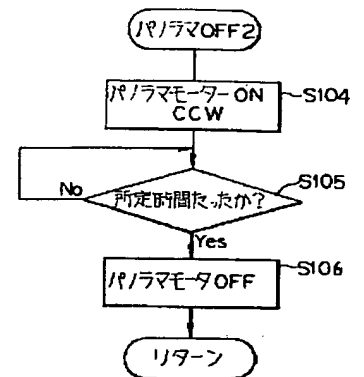 パノラマOFF2
パノラマモーターON
CCW
S104
所定時間たったか?
S105
No
Yes
パノラマモータOFF
S106
リターン